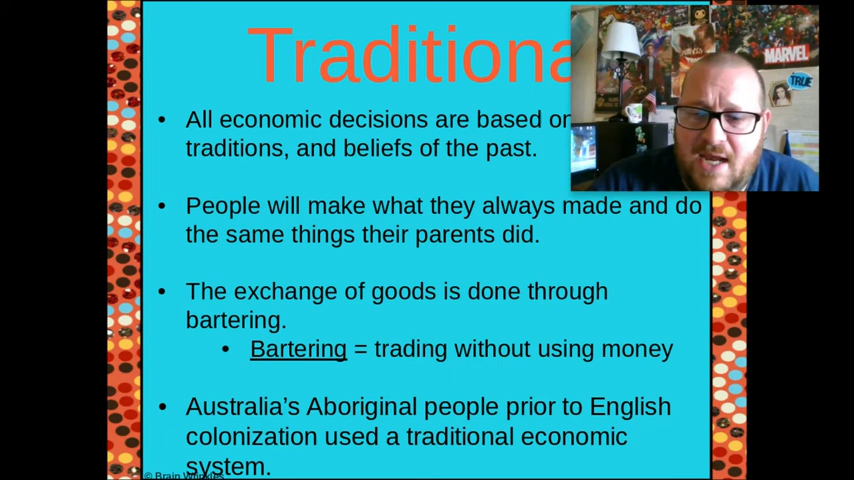 Traditiona
• All economic decisions are based on
traditions, and beliefs of the past.
• People will make what they always made and do
the same things their parents did.
• The exchange of goods is done through
bartering.
• Bartering = trading without using money
• Australia’s Aboriginal people prior to English
colonization used a traditional economic
system.
© Brain Wrinkles
MARVEL
TRUE